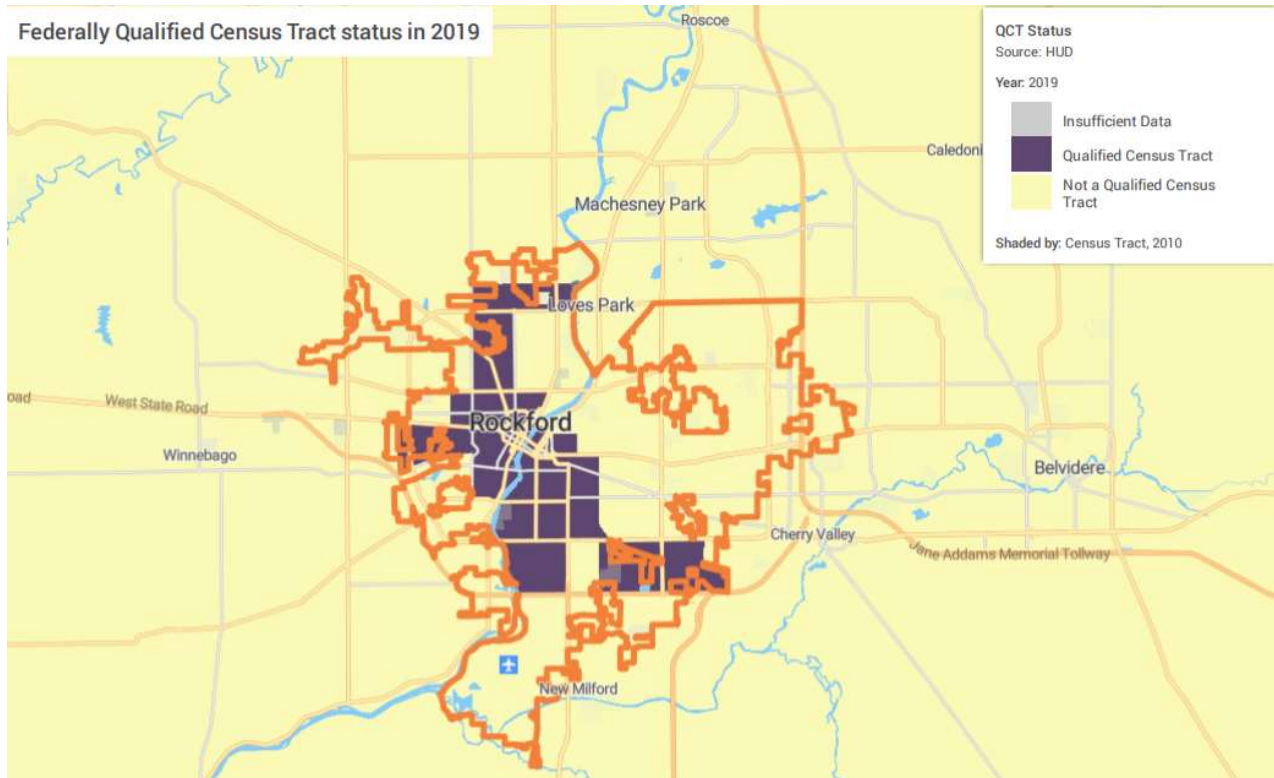 Federally Qualified Census Tract status in 2019
QCT Status
Source: HUD
Year: 2019
Insufficient Data
Qualified Census Tract
Not a Qualified Census
Tract
Shaded by: Census Tract, 2010
Roscoe
Caledoni
Machesney Park
Loves Park
oad
West State Road
Rockford
Winnebago
Belvidere
Cherry Valley
Jane Addams Memorial Tollway
New Milford